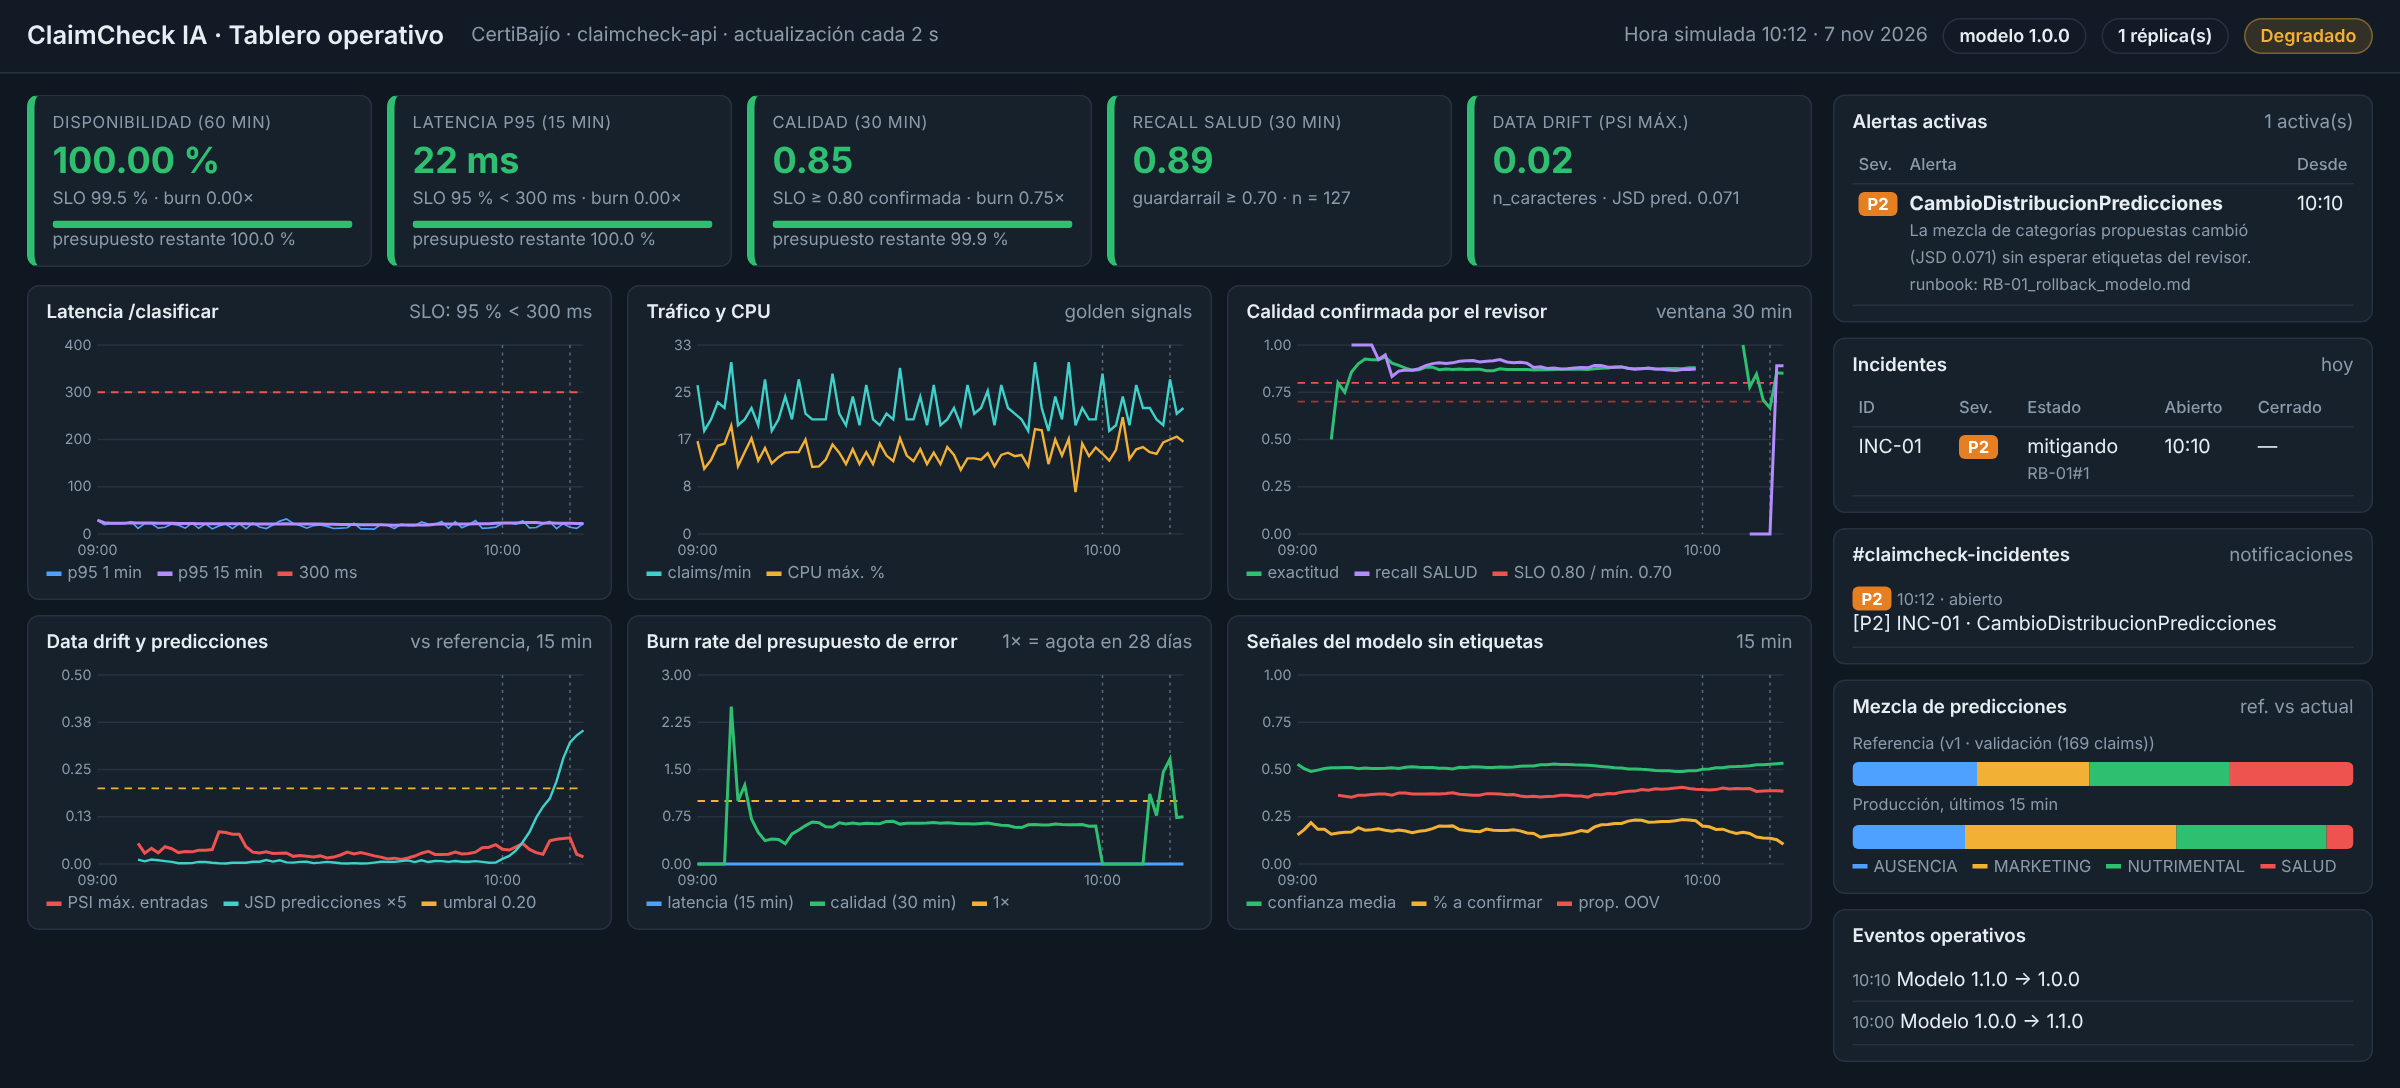 ClaimCheck IA · Tablero operativo
CertiBajío · claimcheck-api · actualización cada 2 s
Hora simulada 10:12 · 7 nov 2026
modelo 1.0.0
1 réplica(s)
Degradado
DISPONIBILIDAD (60 MIN)
100.00 %
SLO 99.5 % · burn 0.00×
presupuesto restante 100.0 %
LATENCIA P95 (15 MIN)
22 ms
SLO 95 % < 300 ms · burn 0.00×
presupuesto restante 100.0 %
CALIDAD (30 MIN)
0.85
SLO ≥ 0.80 confirmada · burn 0.75×
presupuesto restante 99.9 %
RECALL SALUD (30 MIN)
0.89
guardarraíl ≥ 0.70 · n = 127
DATA DRIFT (PSI MÁX.)
0.02
n_caracteres · JSD pred. 0.071
Latencia /clasificar
SLO: 95 % < 300 ms
400
300
200
100
0
09:00
10:00
p95 1 min
p95 15 min
300 ms
Tráfico y CPU
golden signals
33
25
17
8
0
09:00
10:00
claims/min
CPU máx. %
Calidad confirmada por el revisor
ventana 30 min
1.00
0.75
0.50
0.25
0.00
09:00
10:00
exactitud
recall SALUD
SLO 0.80 / mín. 0.70
Data drift y predicciones
vs referencia, 15 min
0.50
0.38
0.25
0.13
0.00
09:00
10:00
PSI máx. entradas
JSD predicciones ×5
umbral 0.20
Burn rate del presupuesto de error
1× = agota en 28 días
3.00
2.25
1.50
0.75
0.00
09:00
10:00
latencia (15 min)
calidad (30 min)
1×
Señales del modelo sin etiquetas
15 min
1.00
0.75
0.50
0.25
0.00
09:00
10:00
confianza media
% a confirmar
prop. OOV
Alertas activas
1 activa(s)
Sev. Alerta Desde
P2 CambioDistribucionPredicciones 10:10
La mezcla de categorías propuestas cambió
(JSD 0.071) sin esperar etiquetas del revisor.
runbook: RB-01_rollback_modelo.md
Incidentes
hoy
ID Sev. Estado Abierto Cerrado
INC-01 P2 mitigando 10:10 —
RB-01#1
#claimcheck-incidentes
notificaciones
P2 10:12 · abierto
[P2] INC-01 · CambioDistribucionPredicciones
Mezcla de predicciones
ref. vs actual
Referencia (v1 · validación (169 claims))
Producción, últimos 15 min
AUSENCIA
MARKETING
NUTRIMENTAL
SALUD
Eventos operativos
10:10 Modelo 1.1.0 → 1.0.0
10:00 Modelo 1.0.0 → 1.1.0